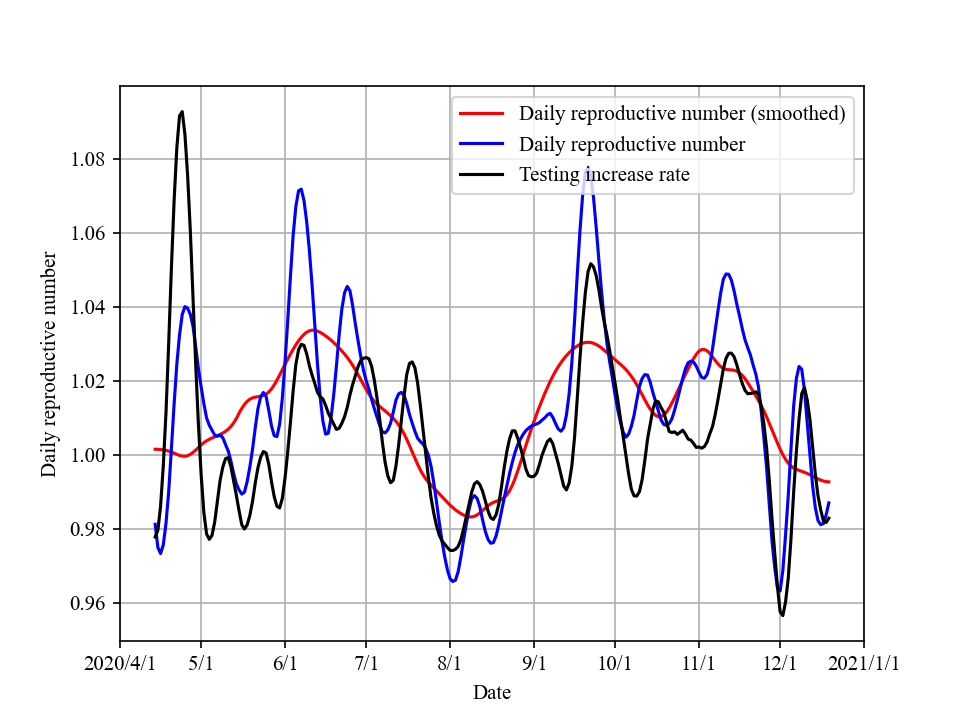 Daily reproductive number (smoothed)
Daily reproductive number
Testing increase rate
Daily reproductive number
1.08
1.06
1.04
1.02
1.00
0.98
0.96
2020/4/1 5/1 6/1 7/1 8/1 9/1 10/1 11/1 12/1 2021/1/1
Date